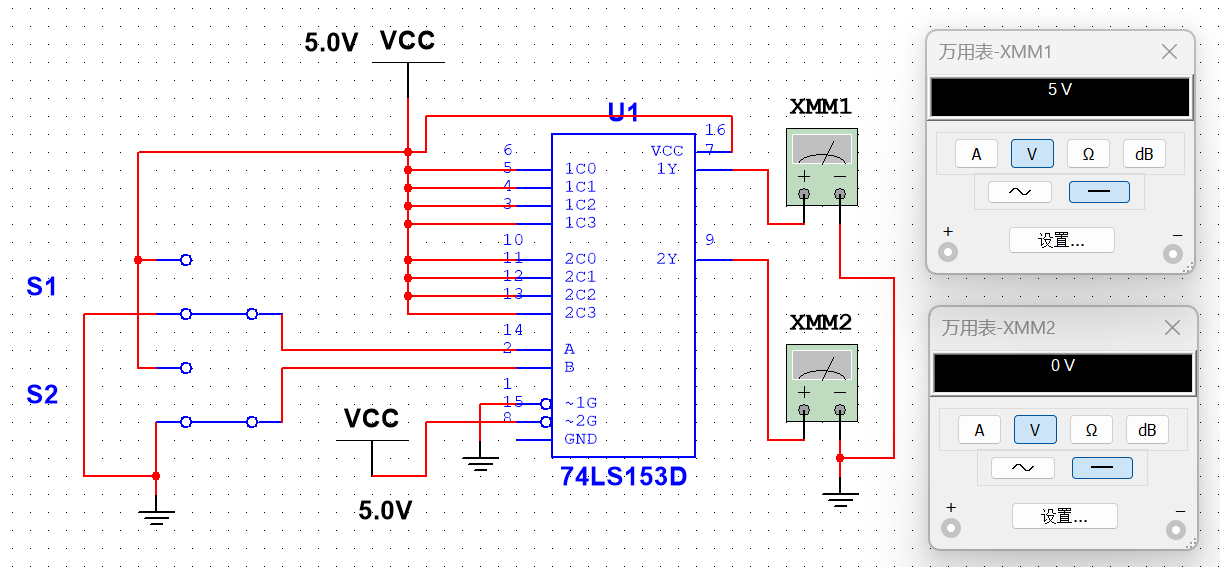 5.0V VCC
U1
XMM1
16
6
VCC
7
5
1C0
1Y
4
1C1
3
1C2
1C3
10
9
11
2C0
2Y
12
2C1
13
2C2
2C3
S1
14
XMM2
2
A
B
S2
1
15
~1G
8
~2G
GND
VCC
74LS153D
5.0V
万用表-XMM1
5 V
A V Ω dB
+ −
设置...
万用表-XMM2
0 V
A V Ω dB
+ −
设置...